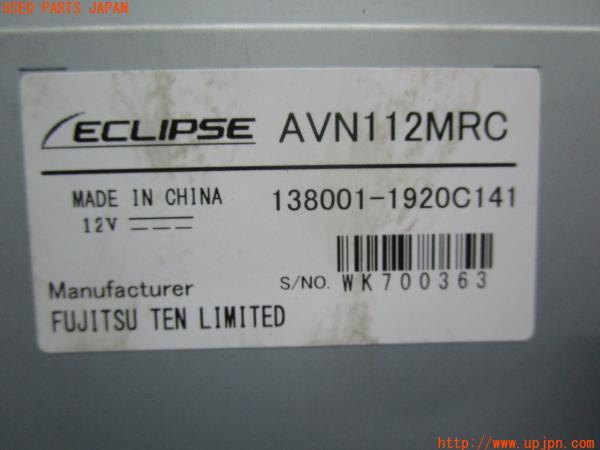 USED PARTS JAPAN
ECLIPSE AVN112MRC
MADE IN CHINA 138001-1920C141
12V
S/NO. WK700363
Manufacturer
FUJITSU TEN LIMITED
http://www.upjpn.com